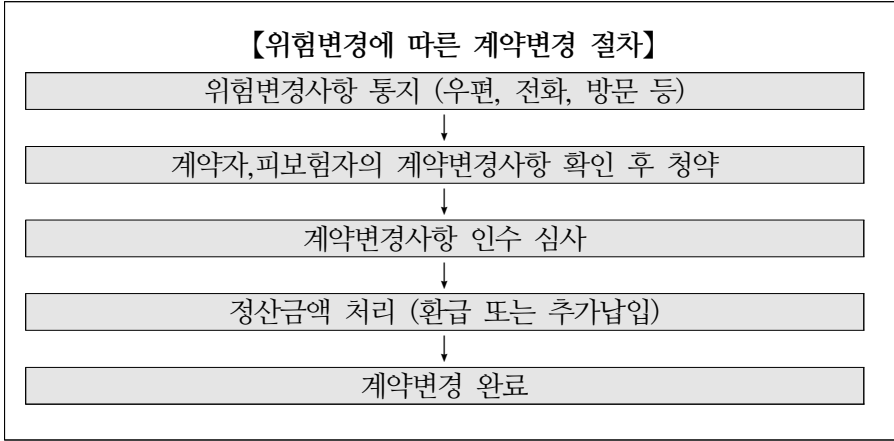 【위험변경에 따른 계약변경 절차】
위험변경사항 통지 (우편, 전화, 방문 등)
계약자,피보험자의 계약변경사항 확인 후 청약
계약변경사항 인수 심사
정산금액 처리 (환급 또는 추가납입)
계약변경 완료